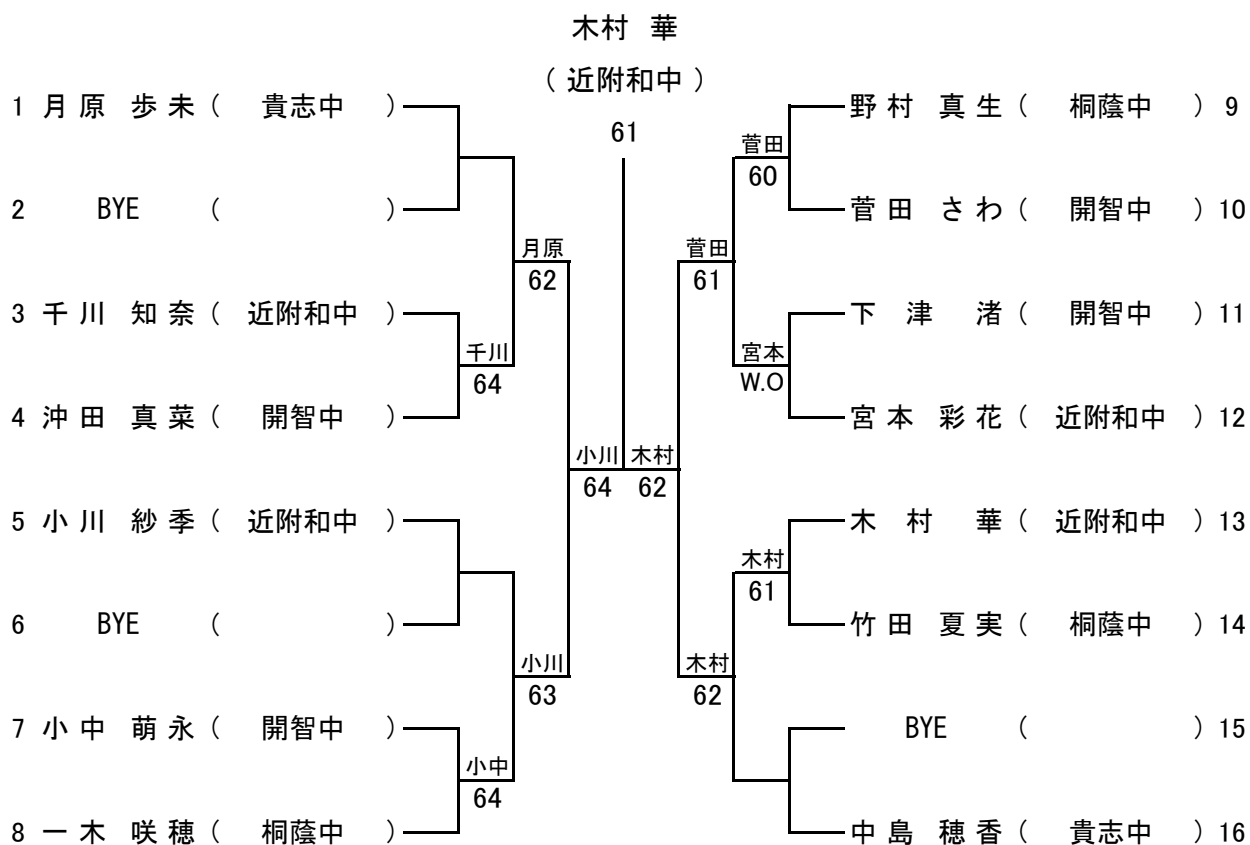 木村 華
( 近附和中 )
61
1 月原 歩未 ( 貴志中 )
2 BYE ( )
3 千川 知奈 ( 近附和中 )
4 沖田 真菜 ( 開智中 )
5 小川 紗季 ( 近附和中 )
6 BYE ( )
7 小中 萌永 ( 開智中 )
8 一木 咲穂 ( 桐蔭中 )
千川
64
小中
64
月原
62
小川
63
小川
64
木村
62
菅田
61
木村
62
菅田
60
宮本
W.O
木村
61
野村 真生 ( 桐蔭中 ) 9
菅田 さわ ( 開智中 ) 10
下津 渚 ( 開智中 ) 11
宮本 彩花 ( 近附和中 ) 12
木村 華 ( 近附和中 ) 13
竹田 夏実 ( 桐蔭中 ) 14
BYE ( ) 15
中島 穂香 ( 貴志中 ) 16